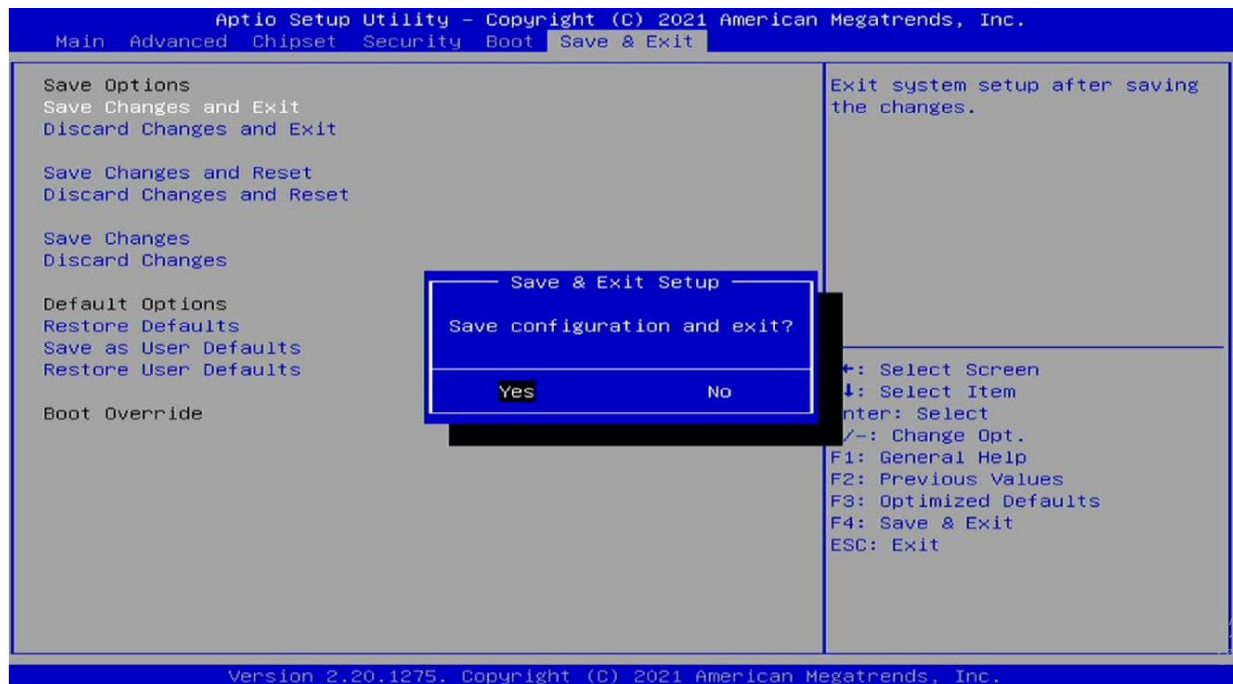 Aptio Setup Utility – Copyright (C) 2021 American Megatrends, Inc.
Main Advanced Chipset Security Boot Save & Exit
Save Options
Save Changes and Exit
Discard Changes and Exit
Save Changes and Reset
Discard Changes and Reset
Save Changes
Discard Changes
Default Options
Restore Defaults
Save as User Defaults
Restore User Defaults
Boot Override
Save & Exit Setup
Save configuration and exit?
Yes No
Exit system setup after saving
the changes.
←: Select Screen
↓: Select Item
nter: Select
/-: Change Opt.
F1: General Help
F2: Previous Values
F3: Optimized Defaults
F4: Save & Exit
ESC: Exit
Version 2.20.1275. Copyright (C) 2021 American Megatrends, Inc.